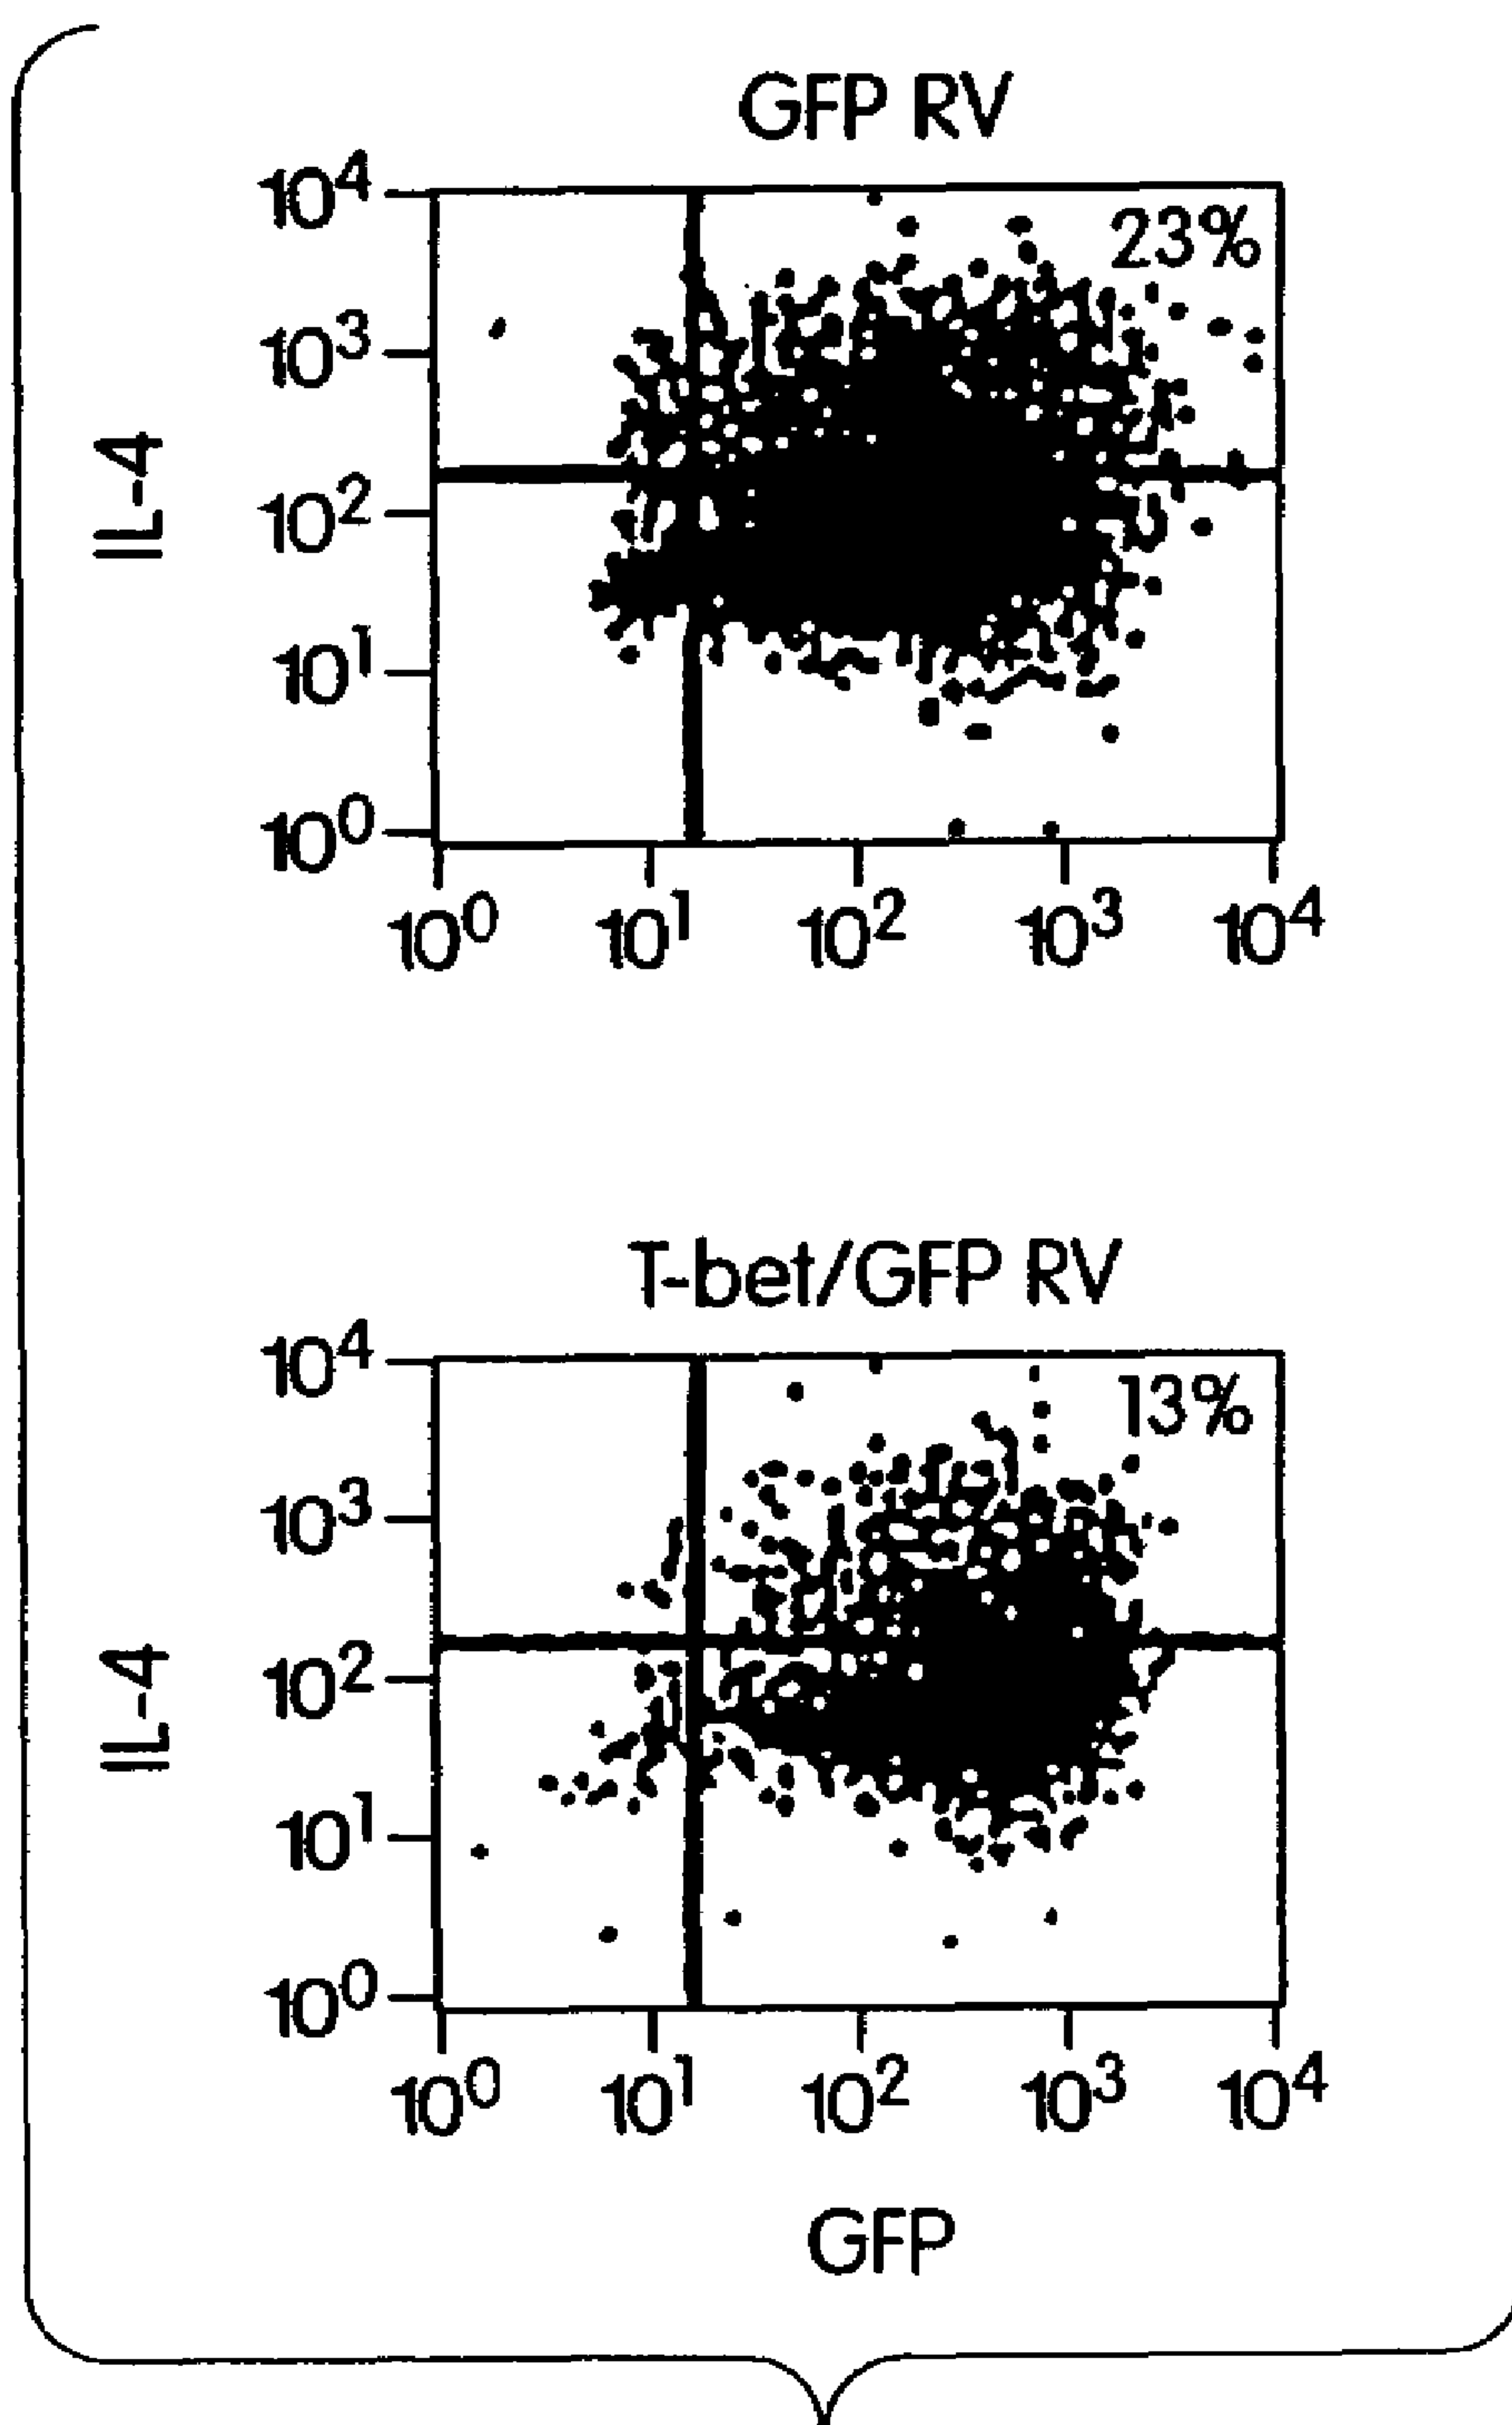 GFP RV
10⁴
23%
10³
IL-4
10²
10¹
10⁰
10⁰ 10¹ 10² 10³ 10⁴
T-bet/GFP RV
10⁴
13%
10³
IL-4
10²
10¹
10⁰
10⁰ 10¹ 10² 10³ 10⁴
GFP